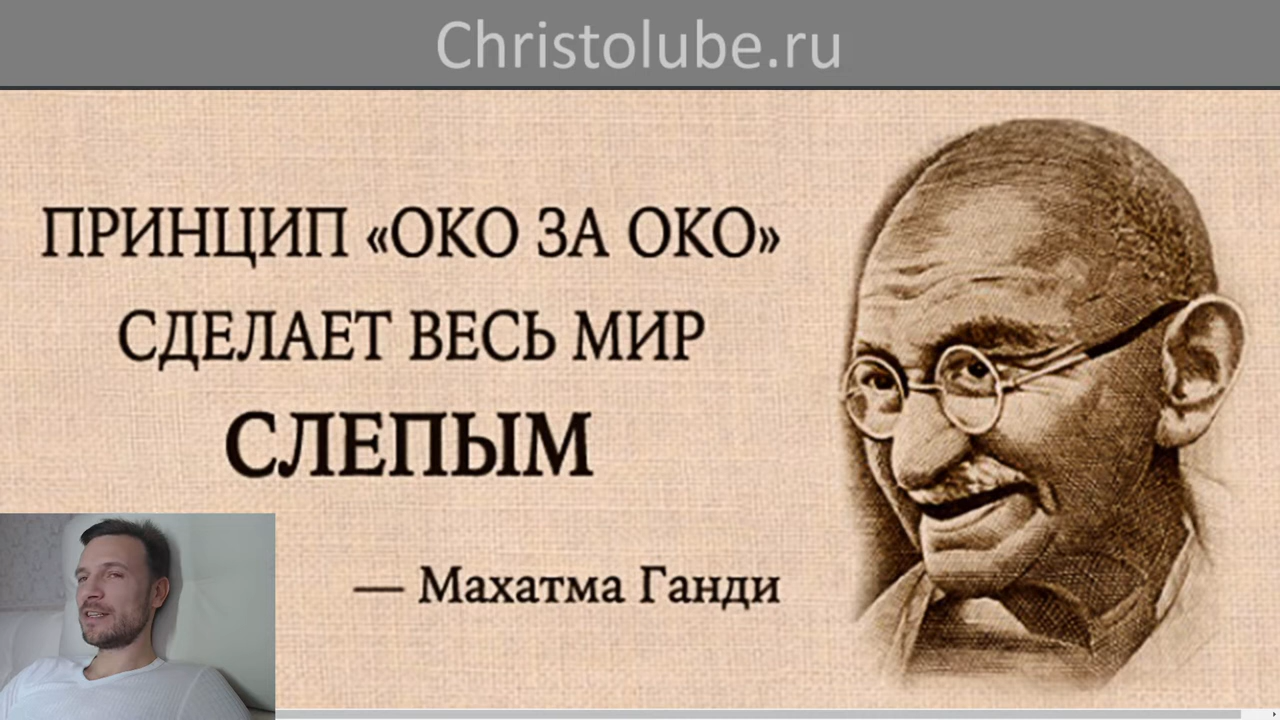 Christolube.ru
ПРИНЦИП «ОКО ЗА ОКО»
СДЕЛАЕТ ВЕСЬ МИР
СЛЕПЫМ
— Махатма Ганди